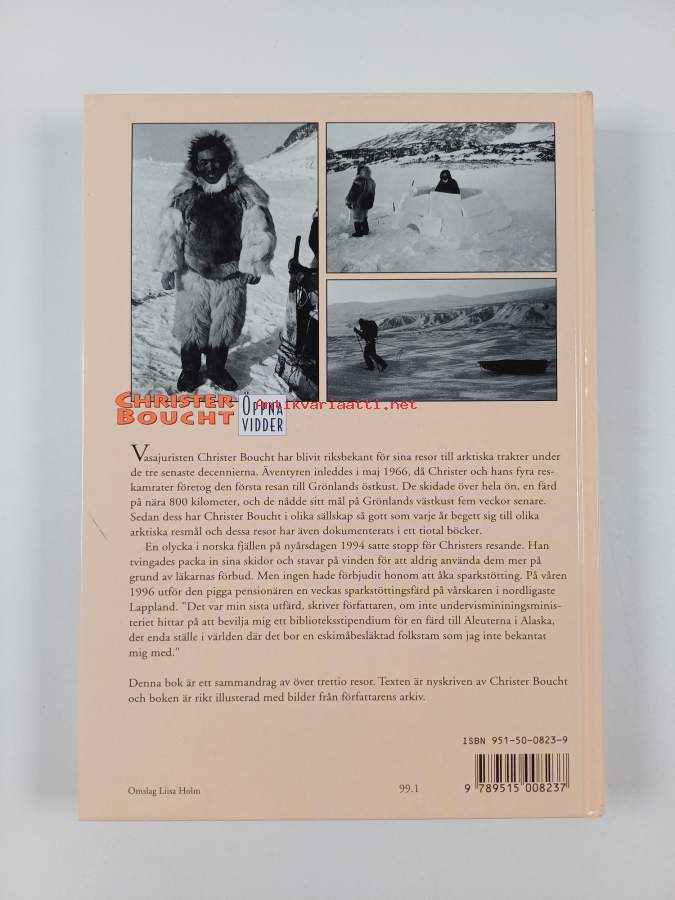 CHRISTER
BOUCHT
ÖPPNA
VIDDER
Antikvariaatti.net
Vasajuristen Christer Boucht har blivit riksbekant för sina resor till arktiska trakter under
de tre senaste decennierna. Äventyren inleddes i maj 1966, då Christer och hans fyra res-
kamrater företog den första resan till Grönlands östkust. De skidade över hela ön, en färd
på nära 800 kilometer, och de nådde sitt mål på Grönlands västkust fem veckor senare.
Sedan dess har Christer Boucht i olika sällskap så gott som varje år begett sig till olika
arktiska resmål och dessa resor har även dokumenterats i ett tiotal böcker.
En olycka i norska fjällen på nyårsdagen 1994 satte stopp för Christers resande. Han
tvingades packa in sina skidor och stavar på vinden för att aldrig använda dem mer på
grund av läkarnas förbud. Men ingen hade förbjudit honom att åka sparkstötting. På våren
1996 utför den pigga pensionären en veckas sparkstöttingsfärd på vårskaren i nordligaste
Lappland. "Det var min sista utfärd, skriver författaren, om inte undervismininingsminis-
teriet hittar på att bevilja mig ett biblioteksstipendium för en färd till Aleuterna i Alaska,
det enda ställe i världen där det bor en eskimåbesläktad folkstam som jag inte bekantat
mig med."
Denna bok är ett sammandrag av över trettio resor. Texten är nyskriven av Christer Boucht
och boken är rikt illusterad med bilder från författarens arkiv.
ISBN 951-50-0823-9
9 789515 008237
Omslag Liisa Holm
99.1